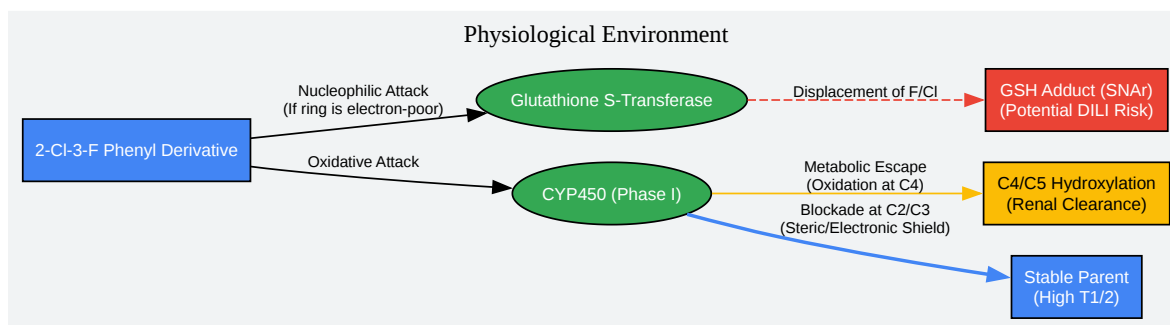 Physiological Environment
2-Cl-3-F Phenyl Derivative
Nucleophilic Attack
(If ring is electron-poor)
Oxidative Attack
Glutathione S-Transferase
CYP450 (Phase I)
Displacement of F/Cl
Metabolic Escape
(Oxidation at C4)
Blockade at C2/C3
(Steric/Electronic Shield)
GSH Adduct (SNAr)
(Potential DILI Risk)
C4/C5 Hydroxylation
(Renal Clearance)
Stable Parent
(High T1/2)